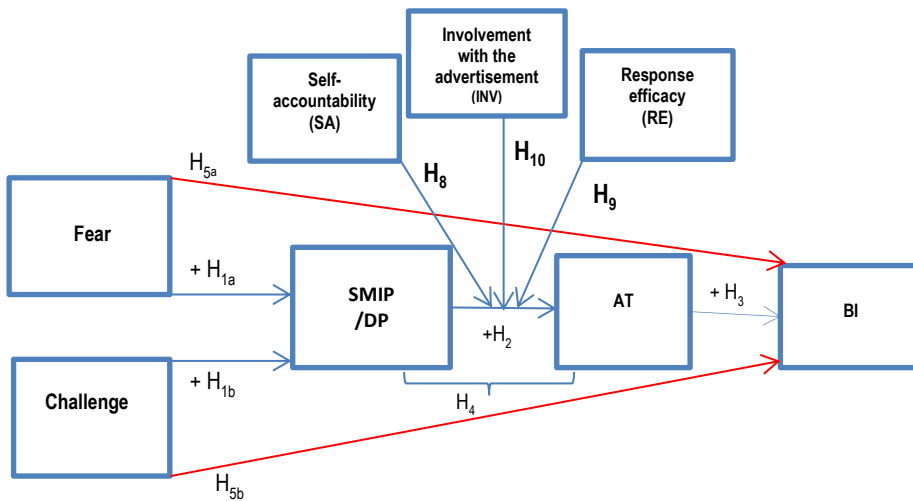 Involvement
with the
advertisement
(INV)
Self-
accountability
(SA)
Response
efficacy
(RE)
H5a
H8
H10
H9
Fear
+ H1a
SMIP
/DP
+H2
AT
+ H3
BI
Challenge
+ H1b
H4
H5b